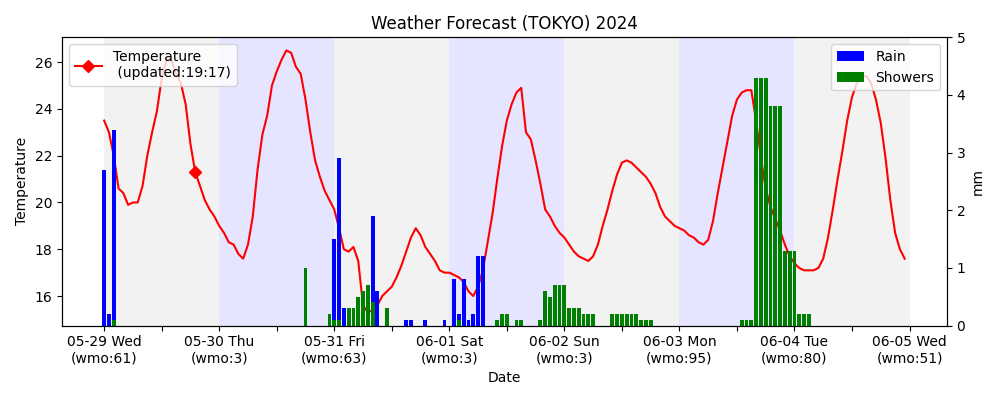 Weather Forecast (TOKYO) 2024
Temperature
(updated:19:17)
Rain
Showers
Temperature
26
24
22
20
18
16
5
4
3
2
1
0
mm
05-29 Wed
(wmo:61)
05-30 Thu
(wmo:3)
05-31 Fri
(wmo:63)
06-01 Sat
(wmo:3)
06-02 Sun
(wmo:3)
06-03 Mon
(wmo:95)
06-04 Tue
(wmo:80)
06-05 Wed
(wmo:51)
Date